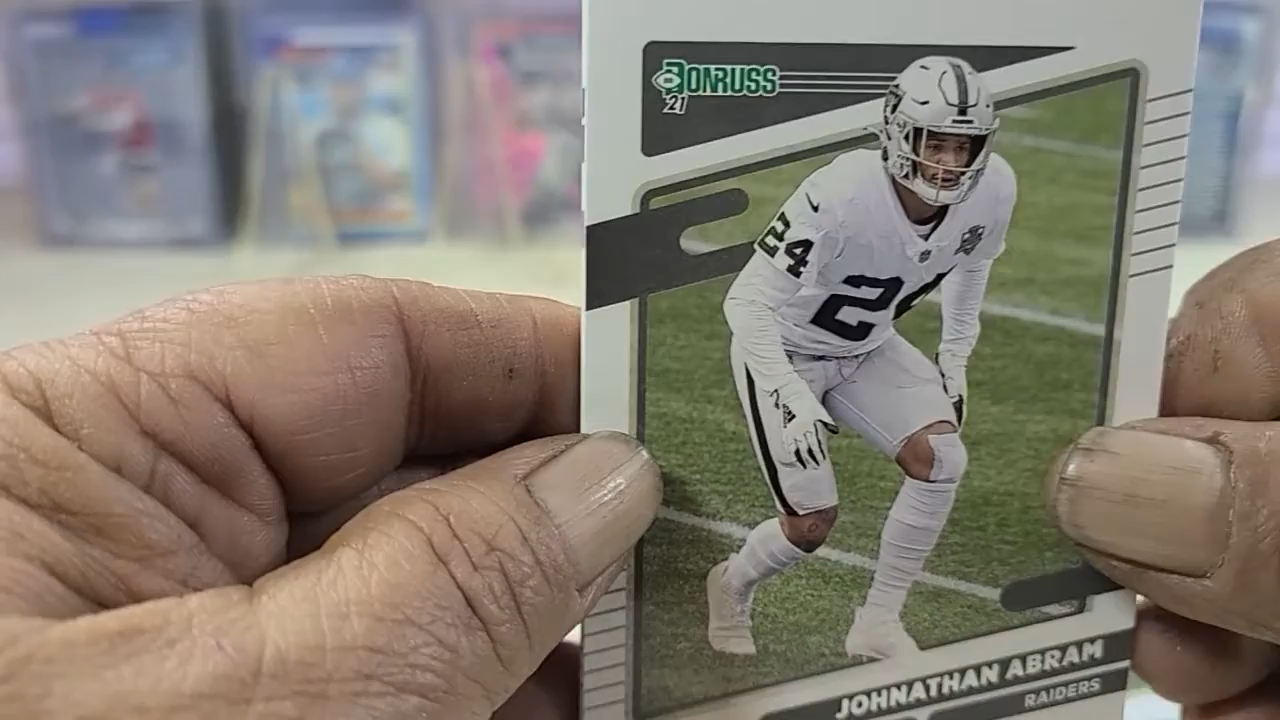 DONRUSS
21
24
24
JOHNATHAN ABRAM
RAIDERS